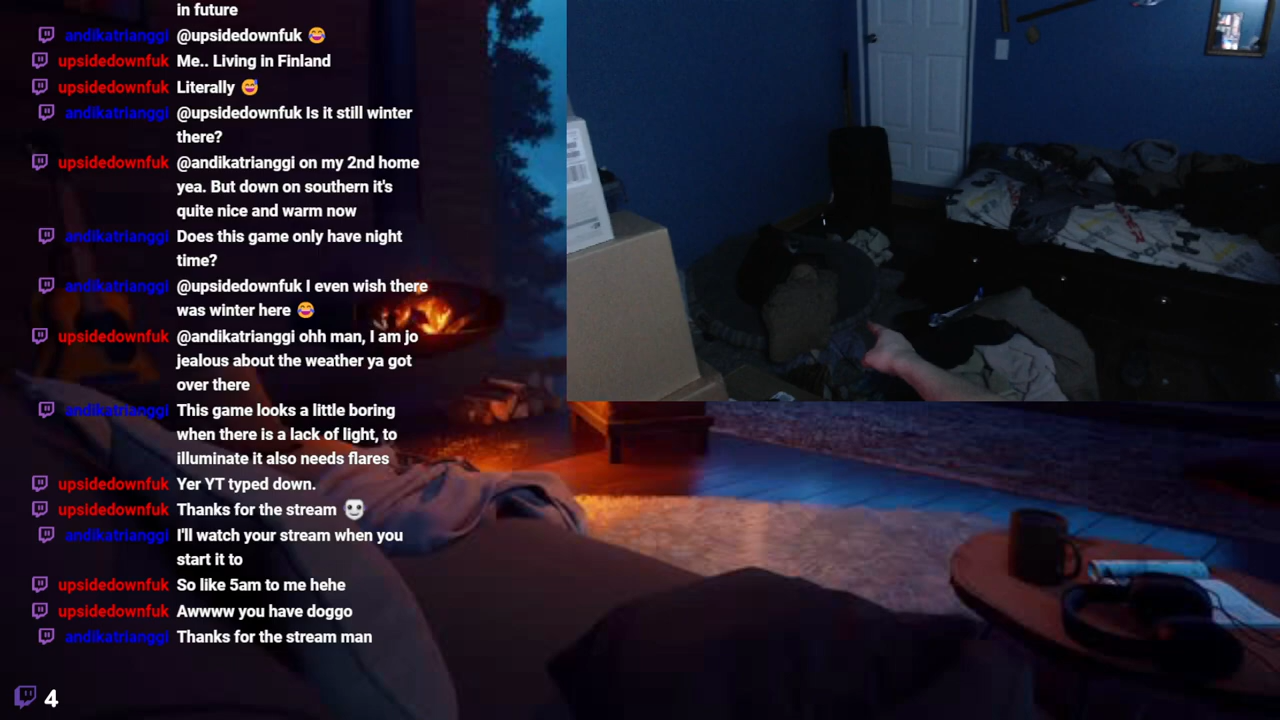 in future
andikatrianggi @upsidedownfuk 😂
upsidedownfuk Me.. Living in Finland
upsidedownfuk Literally 😅
andikatrianggi @upsidedownfuk Is it still winter
there?
upsidedownfuk @andikatrianggi on my 2nd home
yea. But down on southern it's
quite nice and warm now
andikatrianggi Does this game only have night
time?
andikatrianggi @upsidedownfuk I even wish there
was winter here 😂
upsidedownfuk @andikatrianggi ohh man, I am jo
jealous about the weather ya got
over there
andikatrianggi This game looks a little boring
when there is a lack of light, to
illuminate it also needs flares
upsidedownfuk Yer YT typed down.
upsidedownfuk Thanks for the stream
andikatrianggi I'll watch your stream when you
start it to
upsidedownfuk So like 5am to me hehe
upsidedownfuk Awwww you have doggo
andikatrianggi Thanks for the stream man
4